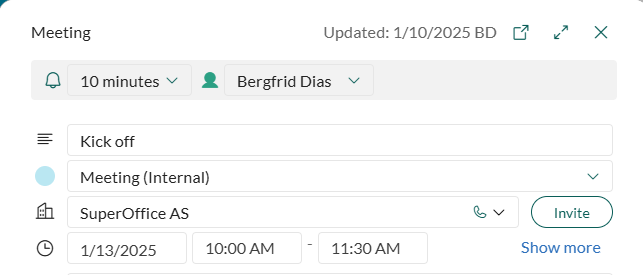 Meeting Updated: 1/10/2025 BD
10 minutes Bergfrid Dias
Kick off
Meeting (Internal)
SuperOffice AS Invite
1/13/2025 10:00 AM - 11:30 AM Show more